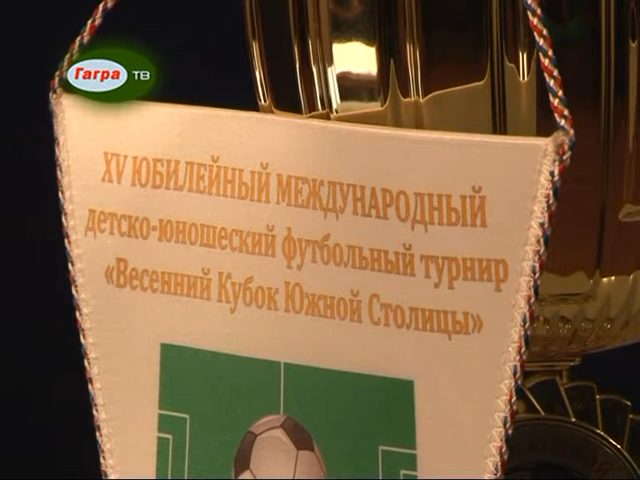 Гагра ТВ
XV ЮБИЛЕЙНЫЙ МЕЖДУНАРОДНЫЙ
детско-юношеский футбольный турнир
«Весенний Кубок Южной Столицы»